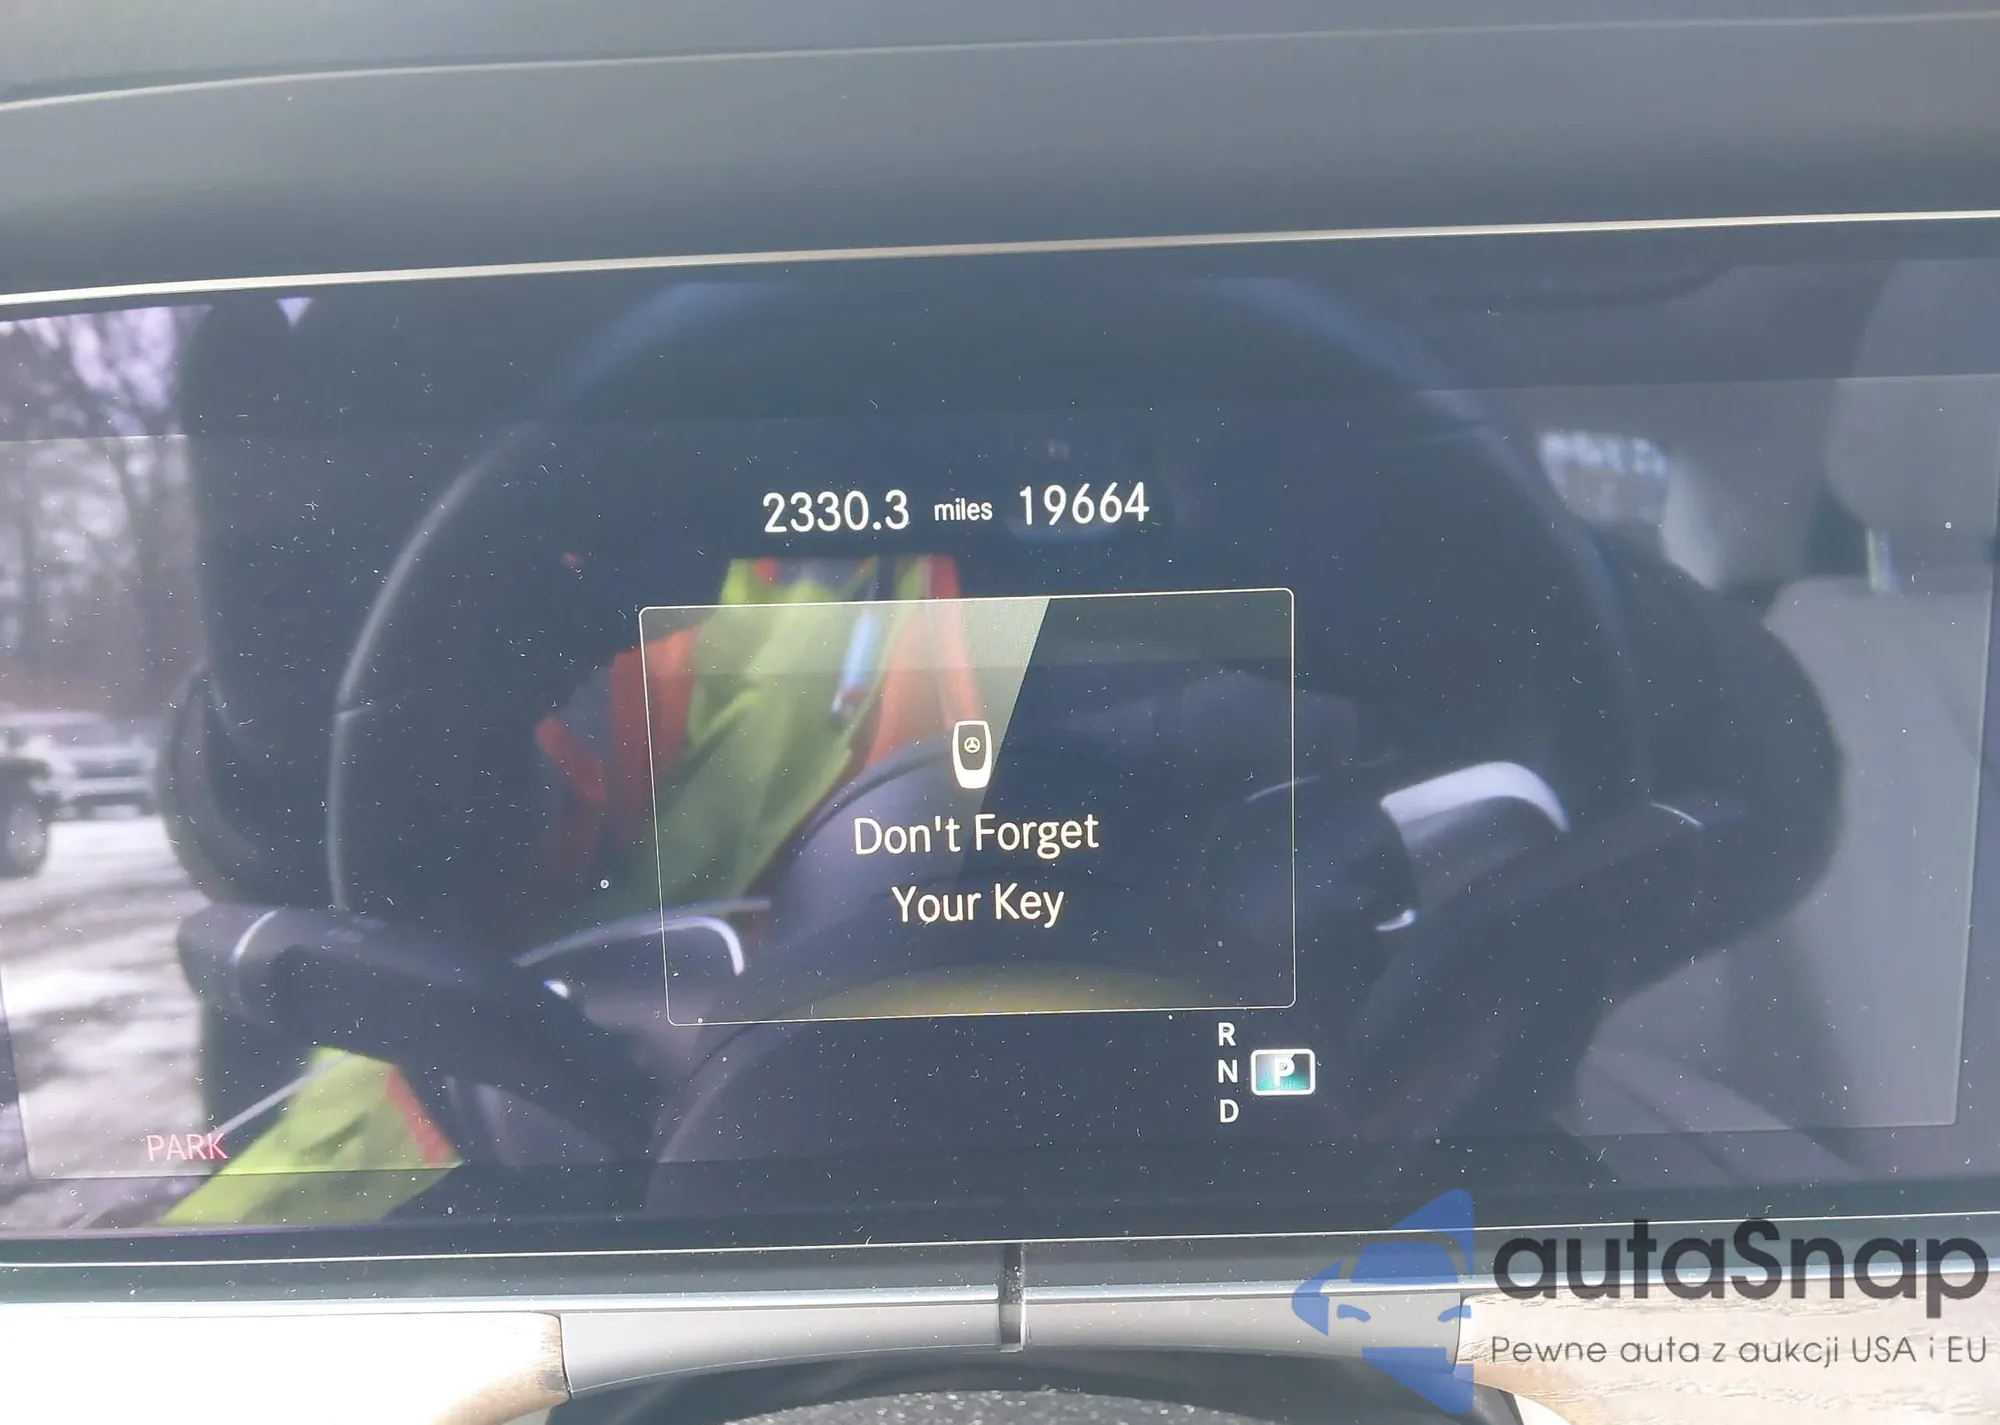 2330.3 miles 19664
Don't Forget
Your Key
R
N P
D
PARK
autaSnap
Pewne auta z aukcji USA i EU